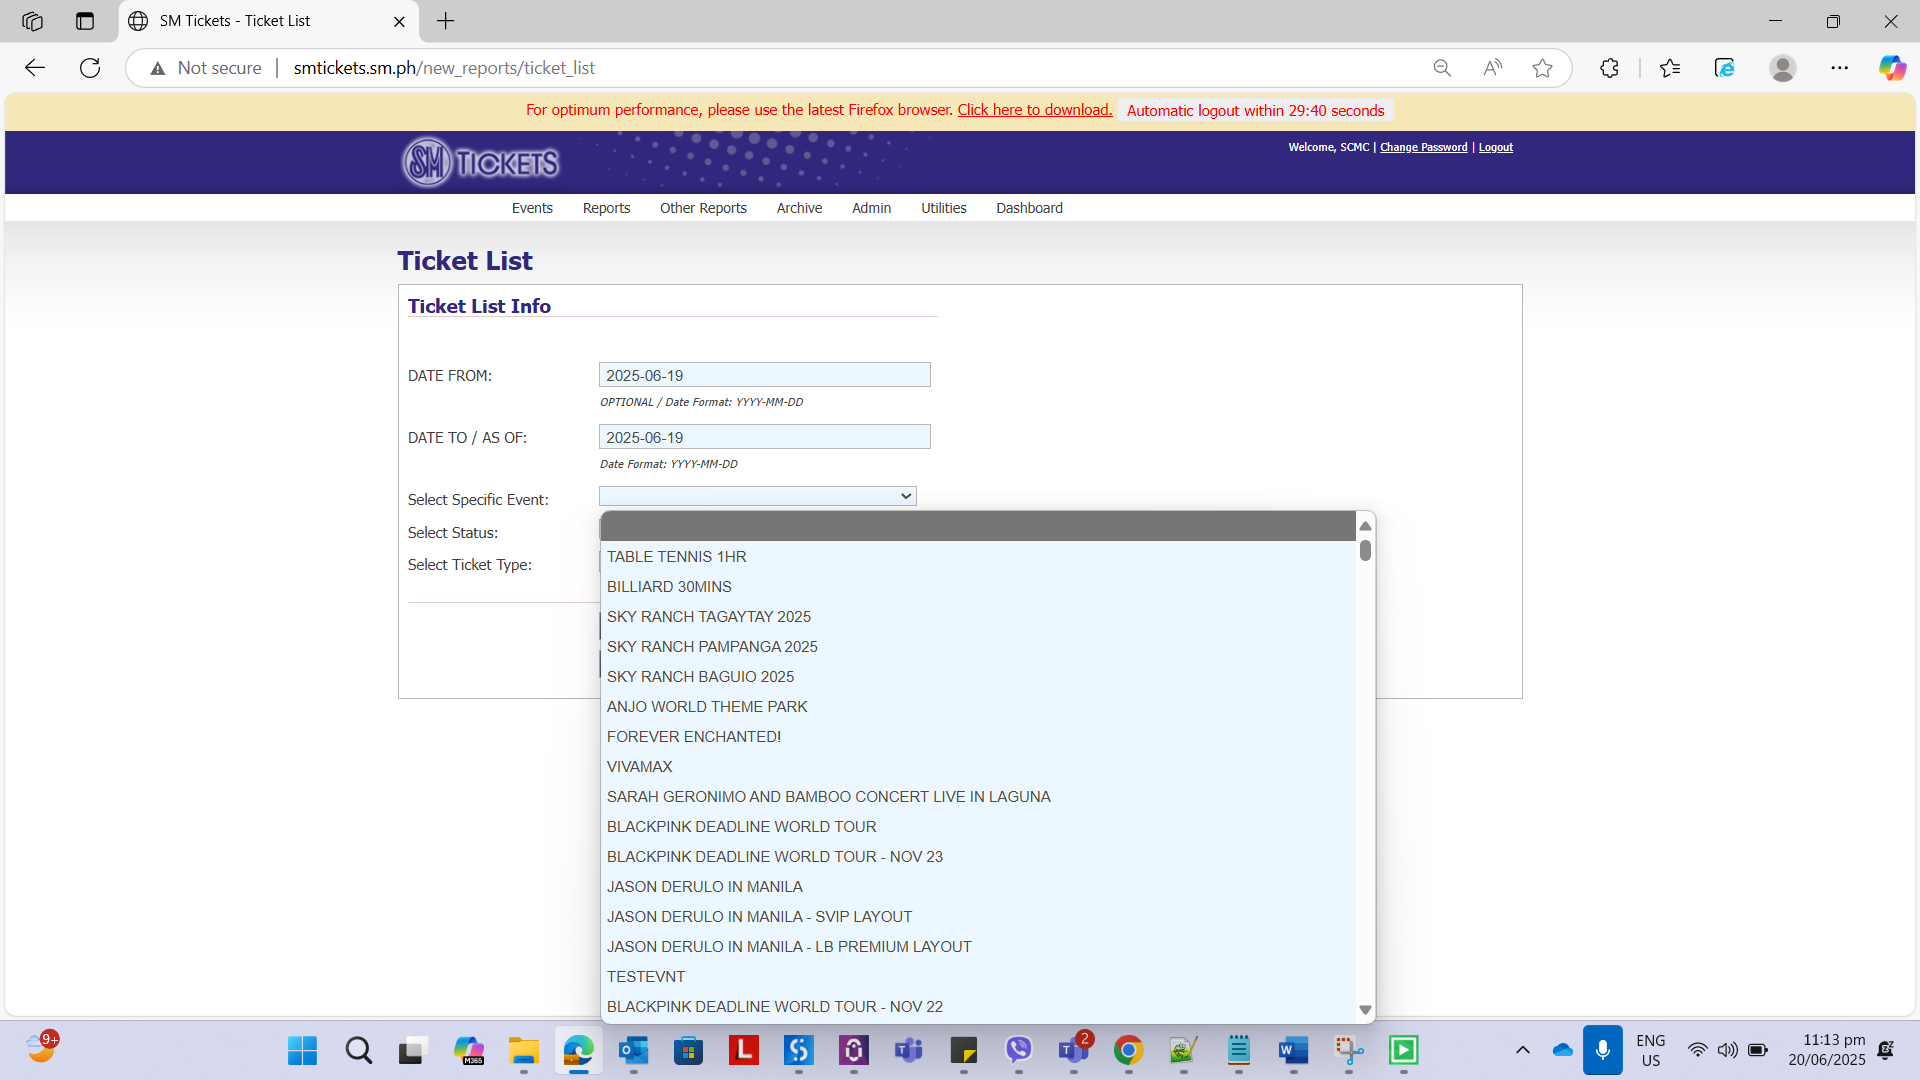 SM Tickets - Ticket List
Not secure
smtickets.sm.ph/new_reports/ticket_list
For optimum performance, please use the latest Firefox browser. Click here to download. Automatic logout within 29:40 seconds
SM TICKETS
Welcome, SCMC | Change Password | Logout
Events Reports Other Reports Archive Admin Utilities Dashboard
Ticket List
Ticket List Info
DATE FROM: 2025-06-19
OPTIONAL / Date Format: YYYY-MM-DD
DATE TO / AS OF: 2025-06-19
Date Format: YYYY-MM-DD
Select Specific Event:
Select Status:
Select Ticket Type:
TABLE TENNIS 1HR
BILLIARD 30MINS
SKY RANCH TAGAYTAY 2025
SKY RANCH PAMPANGA 2025
SKY RANCH BAGUIO 2025
ANJO WORLD THEME PARK
FOREVER ENCHANTED!
VIVAMAX
SARAH GERONIMO AND BAMBOO CONCERT LIVE IN LAGUNA
BLACKPINK DEADLINE WORLD TOUR
BLACKPINK DEADLINE WORLD TOUR - NOV 23
JASON DERULO IN MANILA
JASON DERULO IN MANILA - SVIP LAYOUT
JASON DERULO IN MANILA - LB PREMIUM LAYOUT
TESTEVNT
BLACKPINK DEADLINE WORLD TOUR - NOV 22
9+
M365
L
2
ENG
US
11:13 pm
20/06/2025